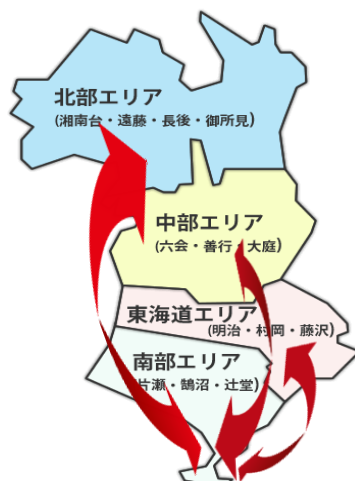 北部エリア
(湘南台・遠藤・長後・御所見)
中部エリア
(六会・善行・大庭)
東海道エリア
(明治・村岡・藤沢)
南部エリア
(片瀬・鵠沼・辻堂)